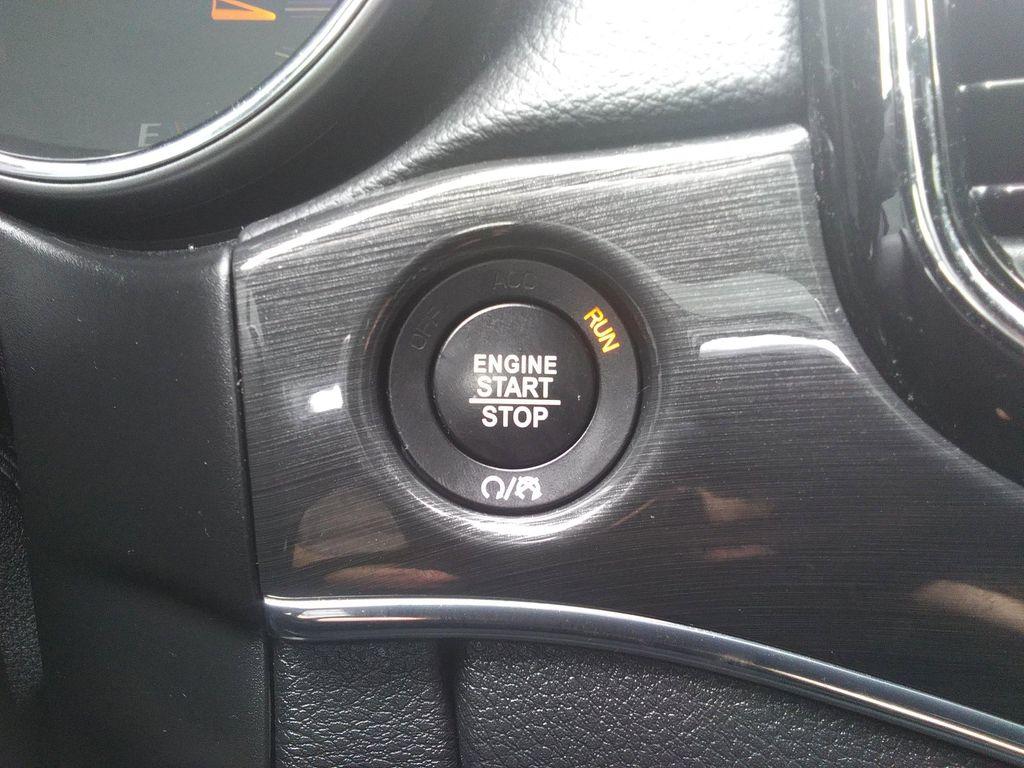 E
OFF
ACC
RUN
ENGINE
START
STOP